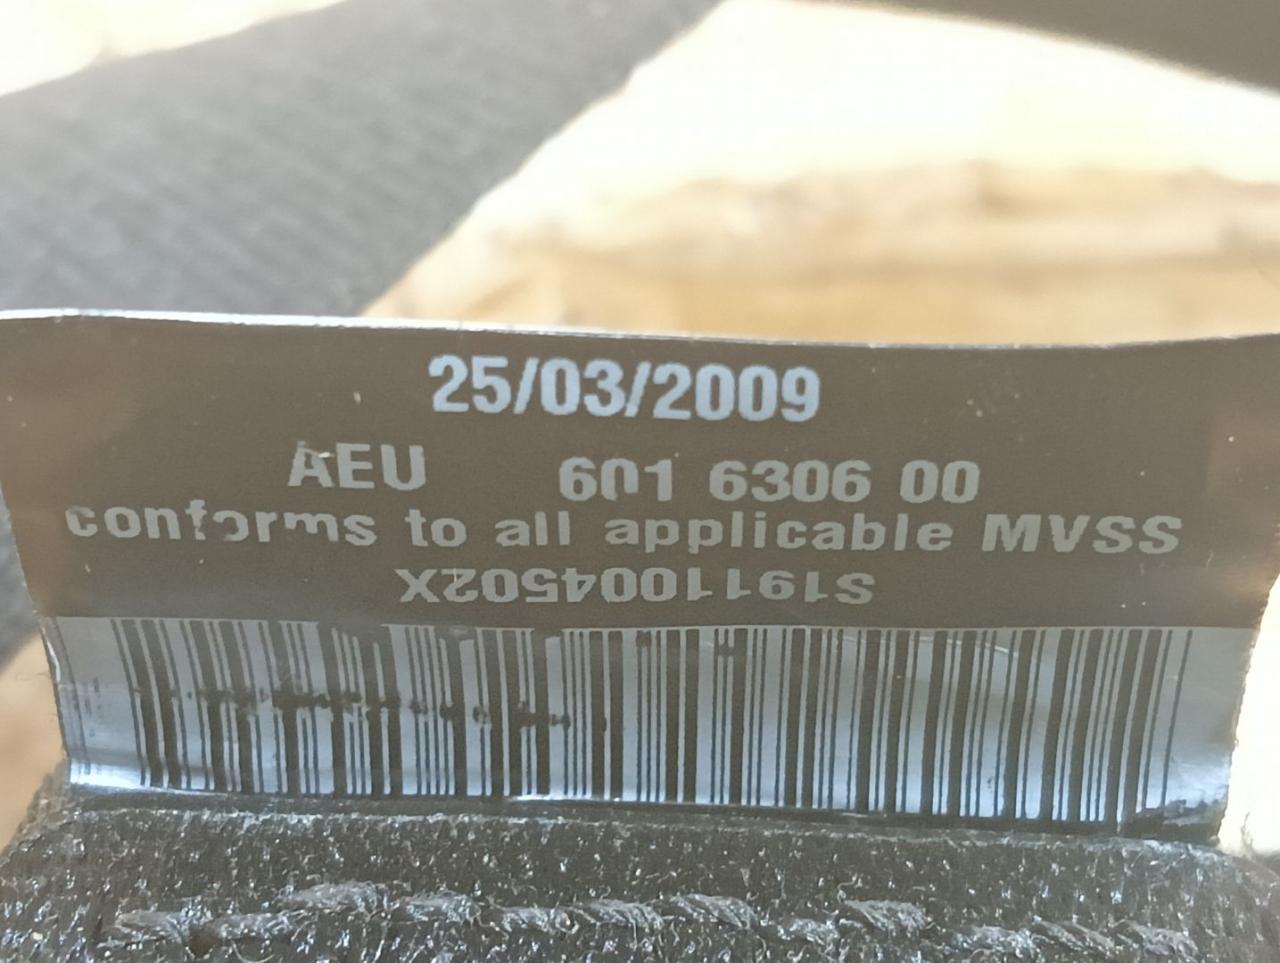 25/03/2009
AEU 601 6306 00
conforms to all applicable MVSS
S1911004502X